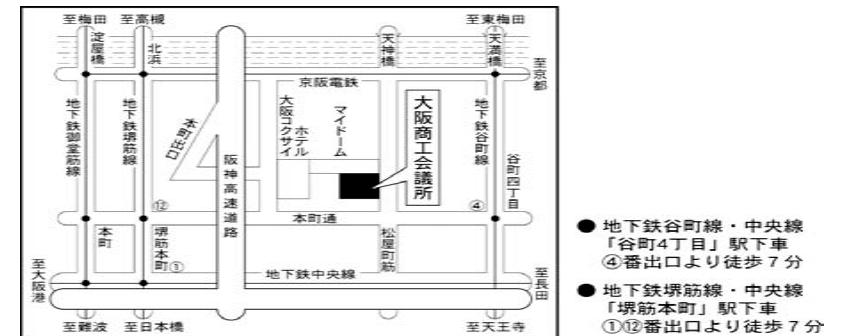 至梅田
至高槻
至東梅田
淀屋橋
北浜
天神橋
天満橋
至京都
京阪電鉄
地下鉄御堂筋線
地下鉄堺筋線
本町出口
大阪コクサイ
ホテル
マイドーム
大阪商工会議所
地下鉄谷町線
谷町四丁目
阪神高速道路
⑫
④
本町通
本町
堺筋本町①
松屋町筋
至大阪港
地下鉄中央線
至長田
至難波
至日本橋
至天王寺
● 地下鉄谷町線・中央線
「谷町4丁目」駅下車
④番出口より徒歩7分
● 地下鉄堺筋線・中央線
「堺筋本町」駅下車
①⑫番出口より徒歩7分